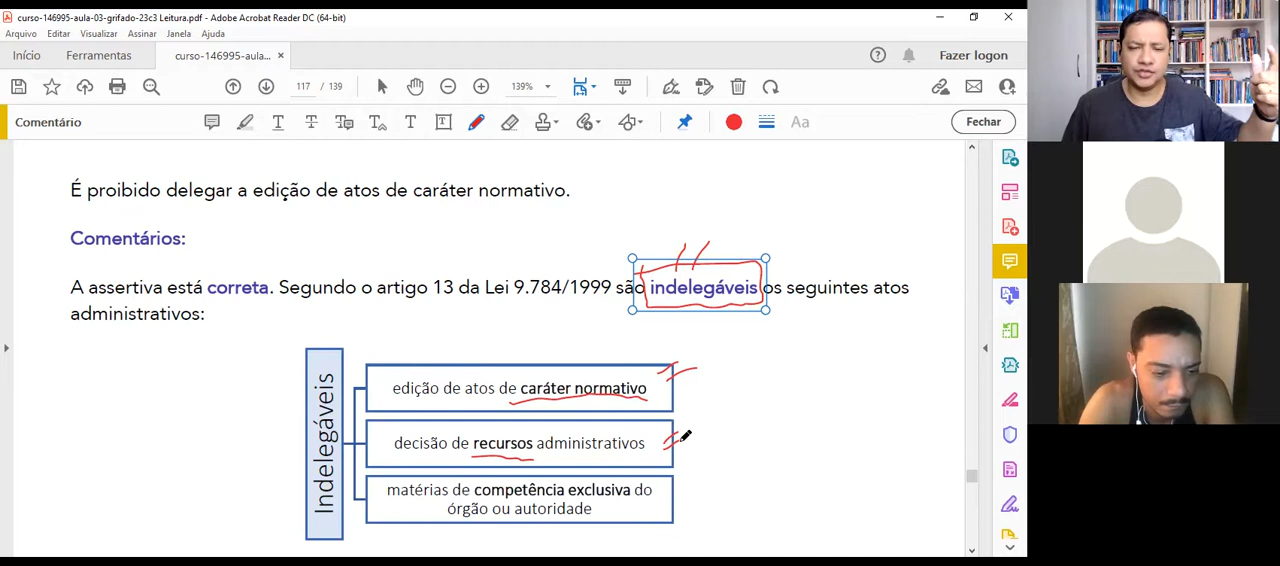 curso-146995-aula-03-grifado-23c3 Leitura.pdf - Adobe Acrobat Reader DC (64-bit)
Arquivo Editar Visualizar Assinar Janela Ajuda
Início Ferramentas curso-146995-aula... × Fazer logon
117 / 139 139%
Comentário Aa Fechar
É proibido delegar a edição de atos de caráter normativo.
Comentários:
A assertiva está correta. Segundo o artigo 13 da Lei 9.784/1999 são indelegáveis os seguintes atos
administrativos:
Indelegáveis
edição de atos de caráter normativo
decisão de recursos administrativos
matérias de competência exclusiva do
órgão ou autoridade